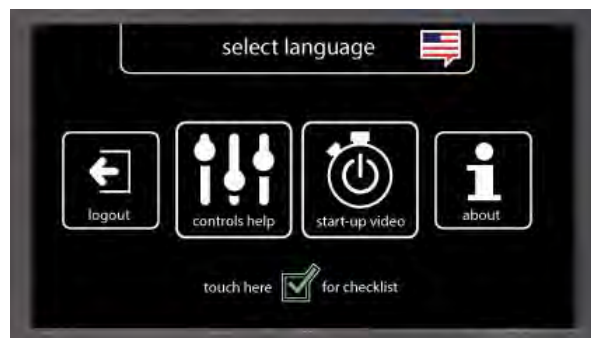 select language
logout
controls help
start-up video
about
touch here for checklist